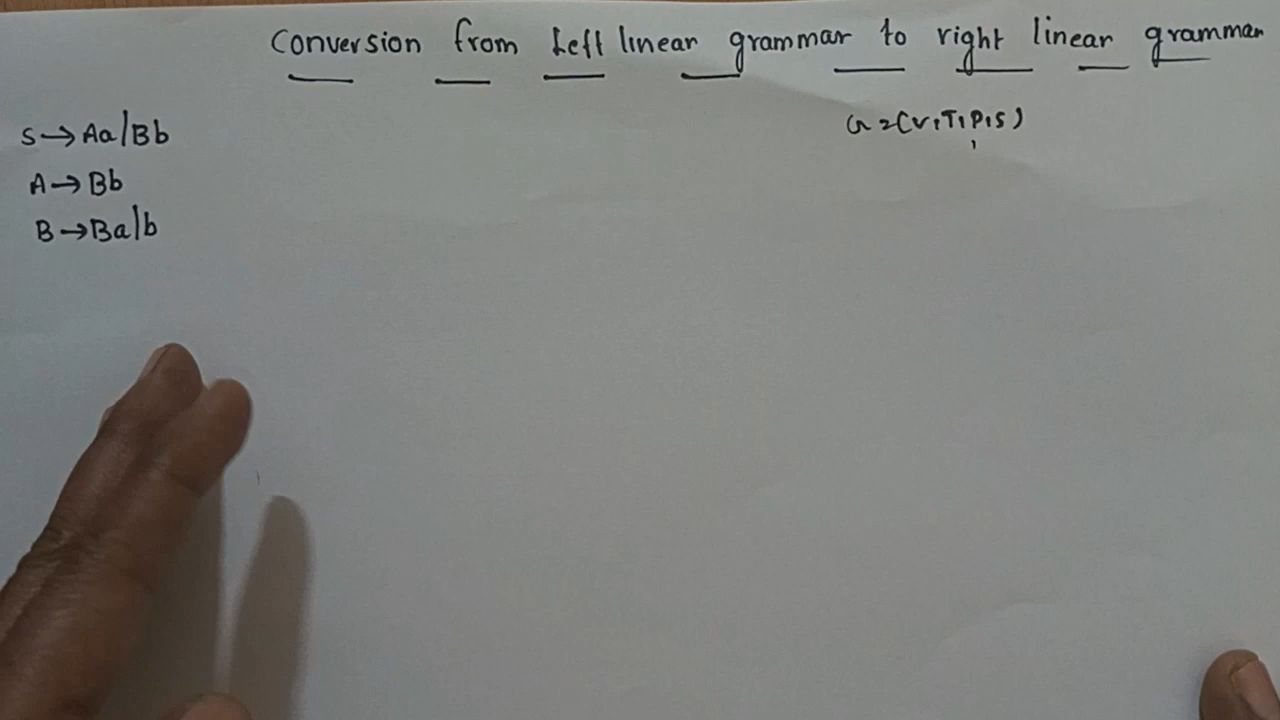 Conversion from Left linear grammar to right linear grammar
G=(V,T,P,S)
S→Aa/Bb
A→Bb
B→Ba/b